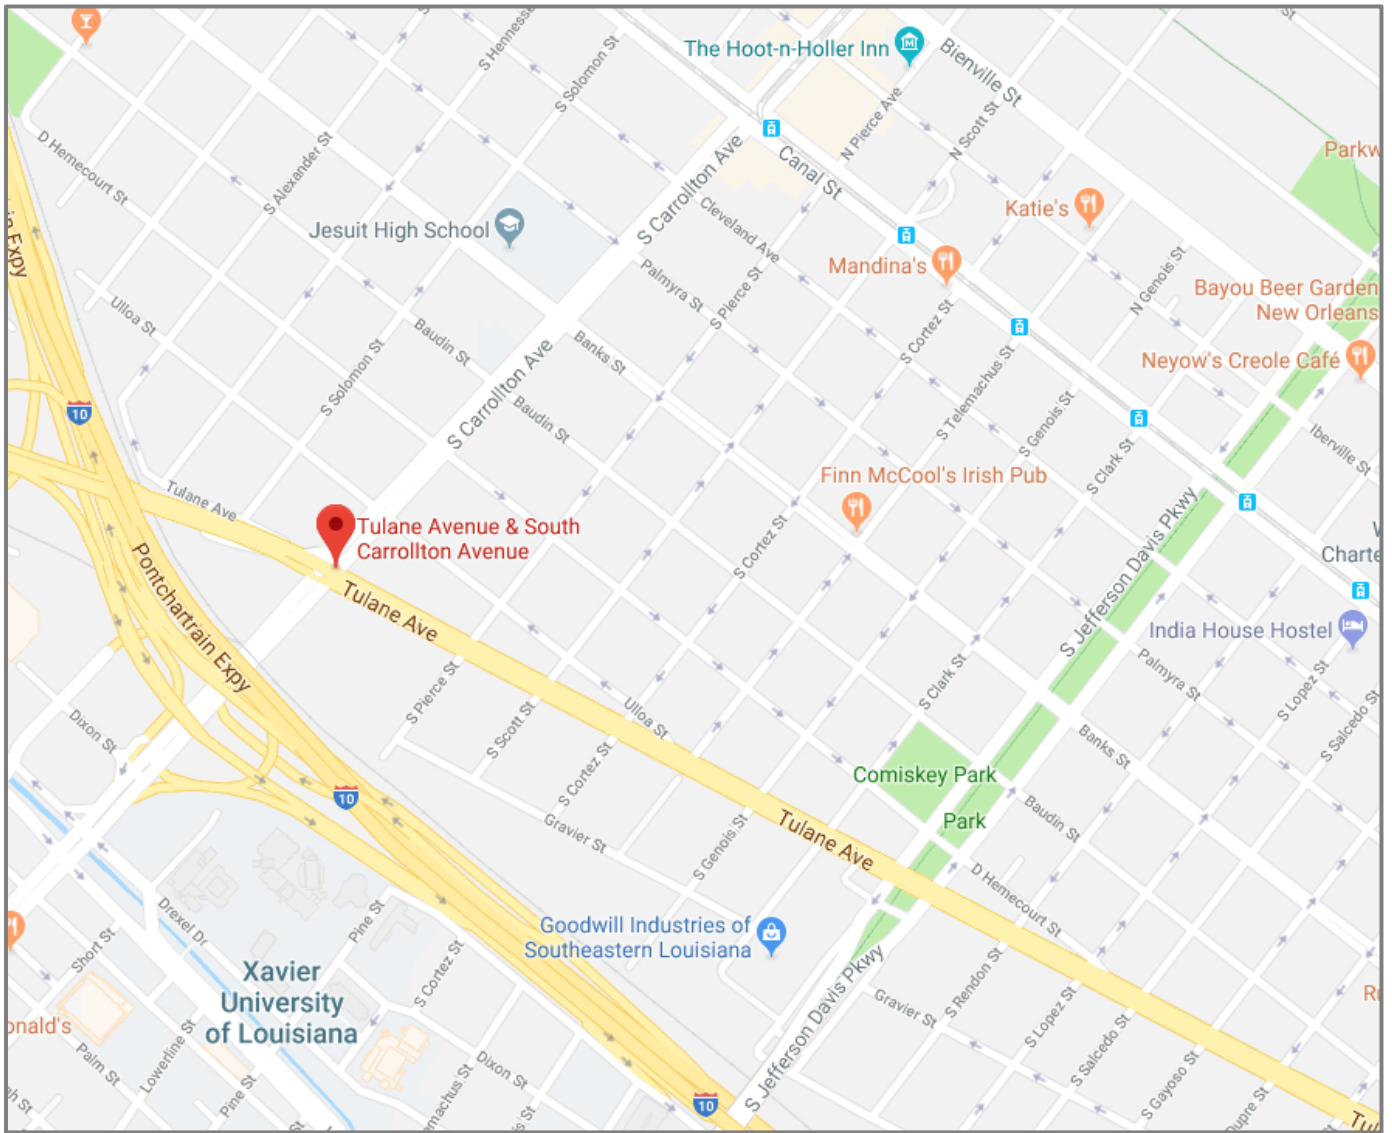 The Hoot-n-Holler Inn
Bienville St
S Solomon St
N Pierce Ave
N Scott St
D Hemecourt St
S Alexander St
Canal St
Parkw
S Carrollton Ave
Katie's
Jesuit High School
Cleveland Ave
Mandina's
Palmyra St
S Pierce St
N Genois St
Bayou Beer Garden
New Orleans
Ulloa St
Baudin St
Banks St
S Cortez St
Neyow's Creole Café
S Solomon St
S Carrollton Ave
S Telemachus St
10
Baudin St
S Genois St
Iberville St
S Clark St
Finn McCool's Irish Pub
Tulane Ave
Tulane Avenue & South
Carrollton Avenue
S Cortez St
S Jefferson Davis Pkwy
Charte
Pontchartrain Expy
Tulane Ave
India House Hostel
S Pierce St
S Clark St
Palmyra St
S Lopez St
S Salcedo St
Dixon St
S Scott St
Ulloa St
Banks St
S Cortez St
Comiskey Park
Park
10
Gravier St
S Genois St
Tulane Ave
Baudin St
D Hemecourt St
Drexel Dr
Pine St
Goodwill Industries of
Southeastern Louisiana
Short St
S Cortez St
Xavier
University
of Louisiana
S Jefferson Davis Pkwy
Gravier St
S Rendon St
S Lopez St
S Salcedo St
onald's
Palm St
Lowerline St
Pine St
Dixon St
machus St
10
S Gayoso St
upre St
Tul